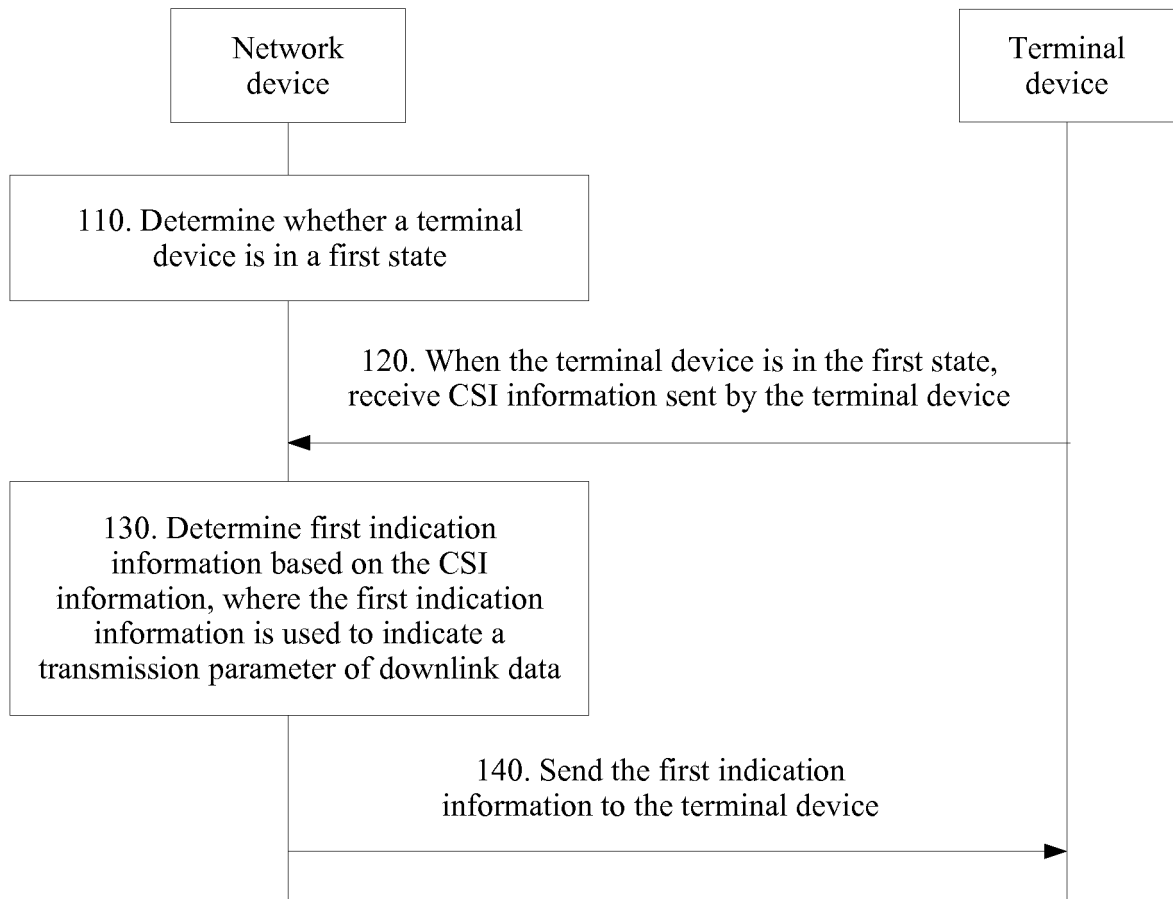 Network
device
Terminal
device
110. Determine whether a terminal
device is in a first state
120. When the terminal device is in the first state,
receive CSI information sent by the terminal device
130. Determine first indication
information based on the CSI
information, where the first indication
information is used to indicate a
transmission parameter of downlink data
140. Send the first indication
information to the terminal device